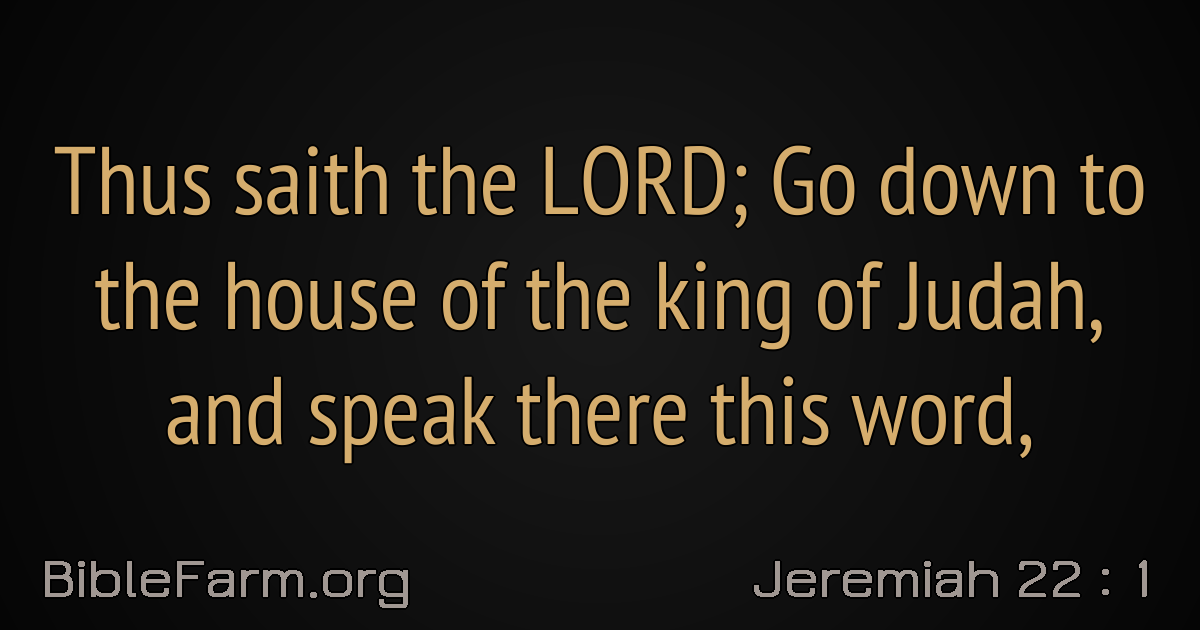 Thus saith the LORD; Go down to
the house of the king of Judah,
and speak there this word,
BibleFarm.org
Jeremiah 22 : 1